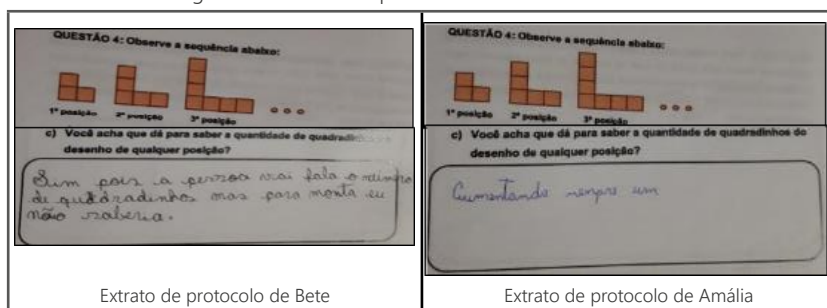 QUESTÃO 4: Observe a sequência abaixo:
1ª posição 2ª posição 3ª posição
c) Você acha que dá para saber a quantidade de quadradinhos
desenho de qualquer posição?
Sim pois a pessoa vai fala o número
de quadradinhos mas para monta eu
não saberia.
Extrato de protocolo de Bete
QUESTÃO 4: Observe a sequência abaixo:
1ª posição 2ª posição 3ª posição
c) Você acha que dá para saber a quantidade de quadradinhos do
desenho de qualquer posição?
Aumentando sempre um
Extrato de protocolo de Amália